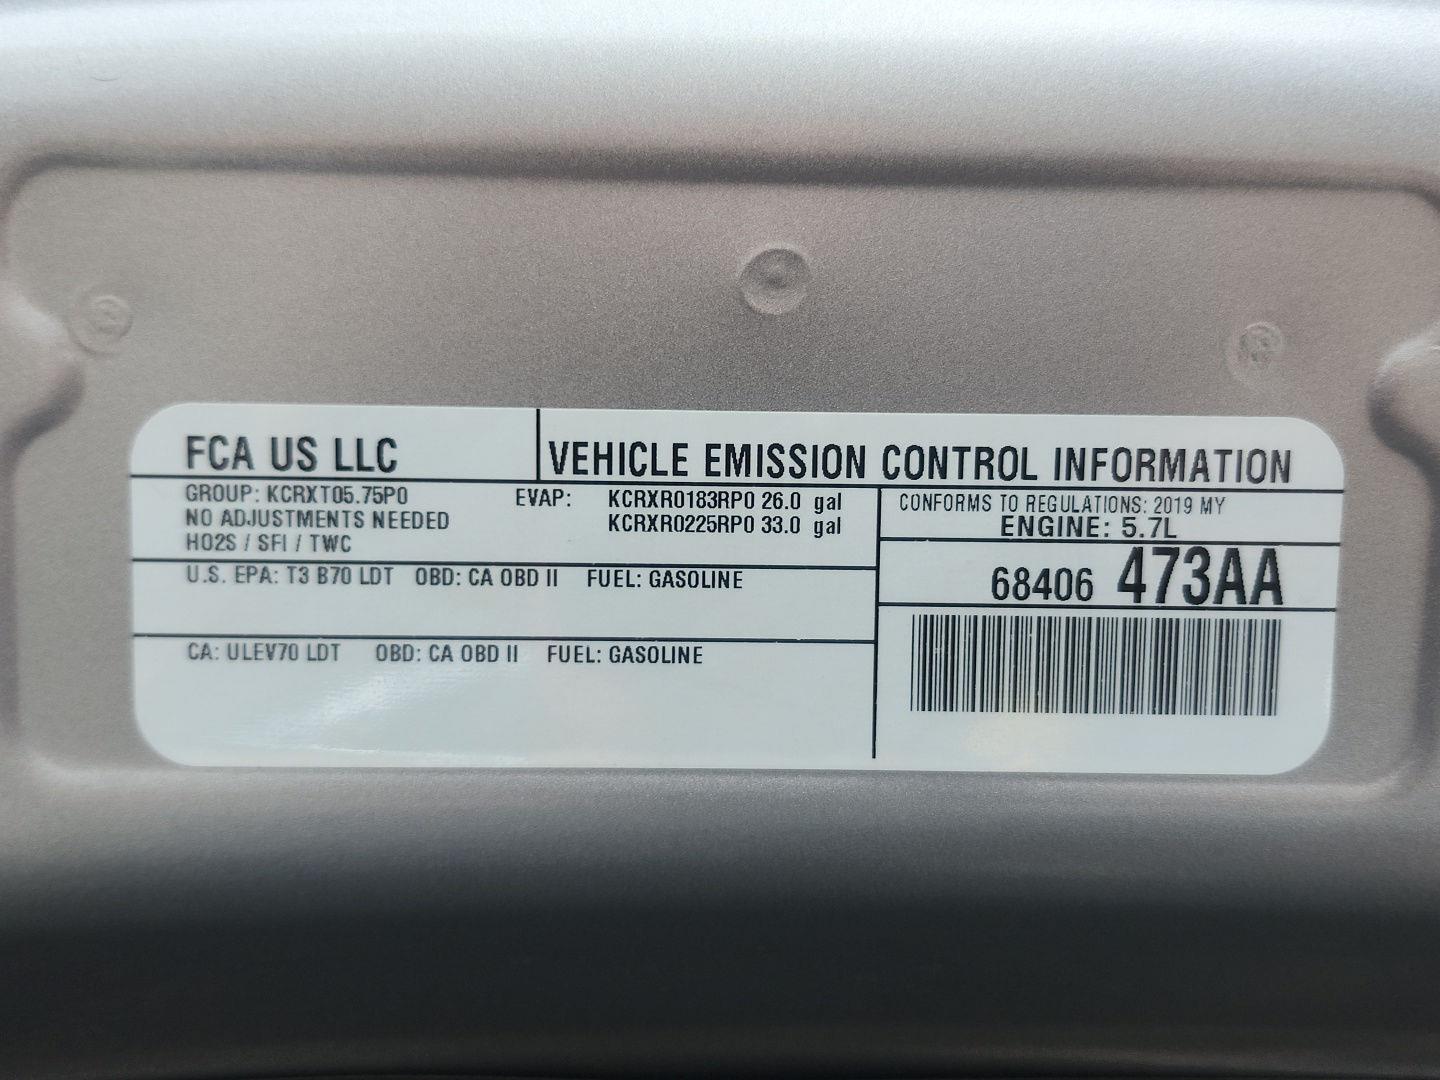 FCA US LLC
VEHICLE EMISSION CONTROL INFORMATION
GROUP: KCRXT05.75P0
NO ADJUSTMENTS NEEDED
HO2S / SFI / TWC
EVAP: KCRXR0183RP0 26.0 gal
KCRXR0225RP0 33.0 gal
CONFORMS TO REGULATIONS: 2019 MY
ENGINE: 5.7L
68406 473AA
U.S. EPA: T3 B70 LDT OBD: CA OBD II FUEL: GASOLINE
CA: ULEV70 LDT OBD: CA OBD II FUEL: GASOLINE